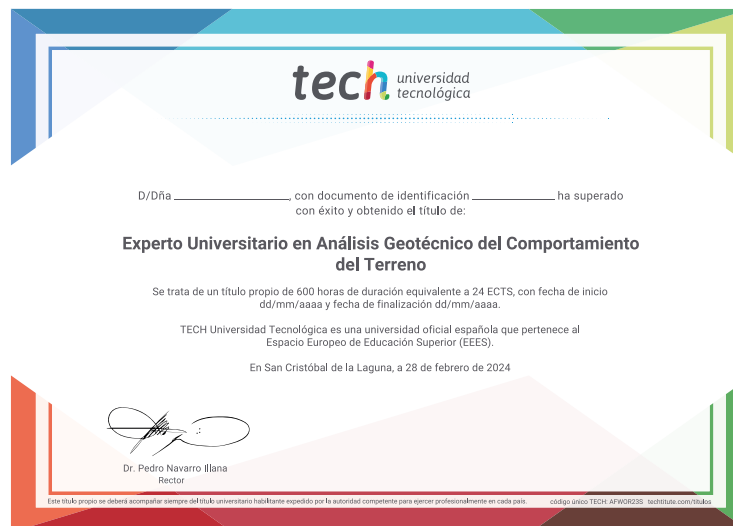 tech universidad
tecnológica
D/Dña ______________, con documento de identificación __________ ha superado
con éxito y obtenido el título de:
Experto Universitario en Análisis Geotécnico del Comportamiento
del Terreno
Se trata de un título propio de 600 horas de duración equivalente a 24 ECTS, con fecha de inicio
dd/mm/aaaa y fecha de finalización dd/mm/aaaa.
TECH Universidad Tecnológica es una universidad oficial española que pertenece al
Espacio Europeo de Educación Superior (EEES).
En San Cristóbal de la Laguna, a 28 de febrero de 2024
Dr. Pedro Navarro Illana
Rector
Este título propio se deberá acompañar siempre del título universitario habilitante expedido por la autoridad competente para ejercer profesionalmente en cada país. código único TECH: AFWOR23S techtitute.com/titulos